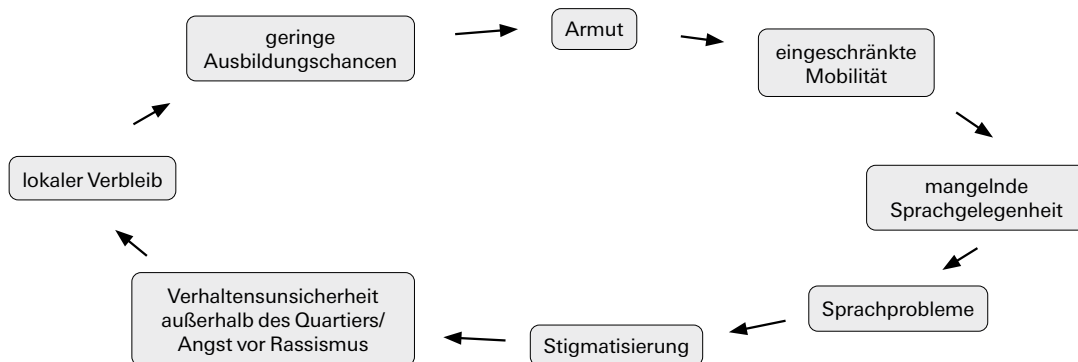 Armut
eingeschränkte
Mobilität
mangelnde
Sprachgelegenheit
Sprachprobleme
Stigmatisierung
Verhaltensunsicherheit
außerhalb des Quartiers/
Angst vor Rassismus
lokaler Verbleib
geringe
Ausbildungschancen